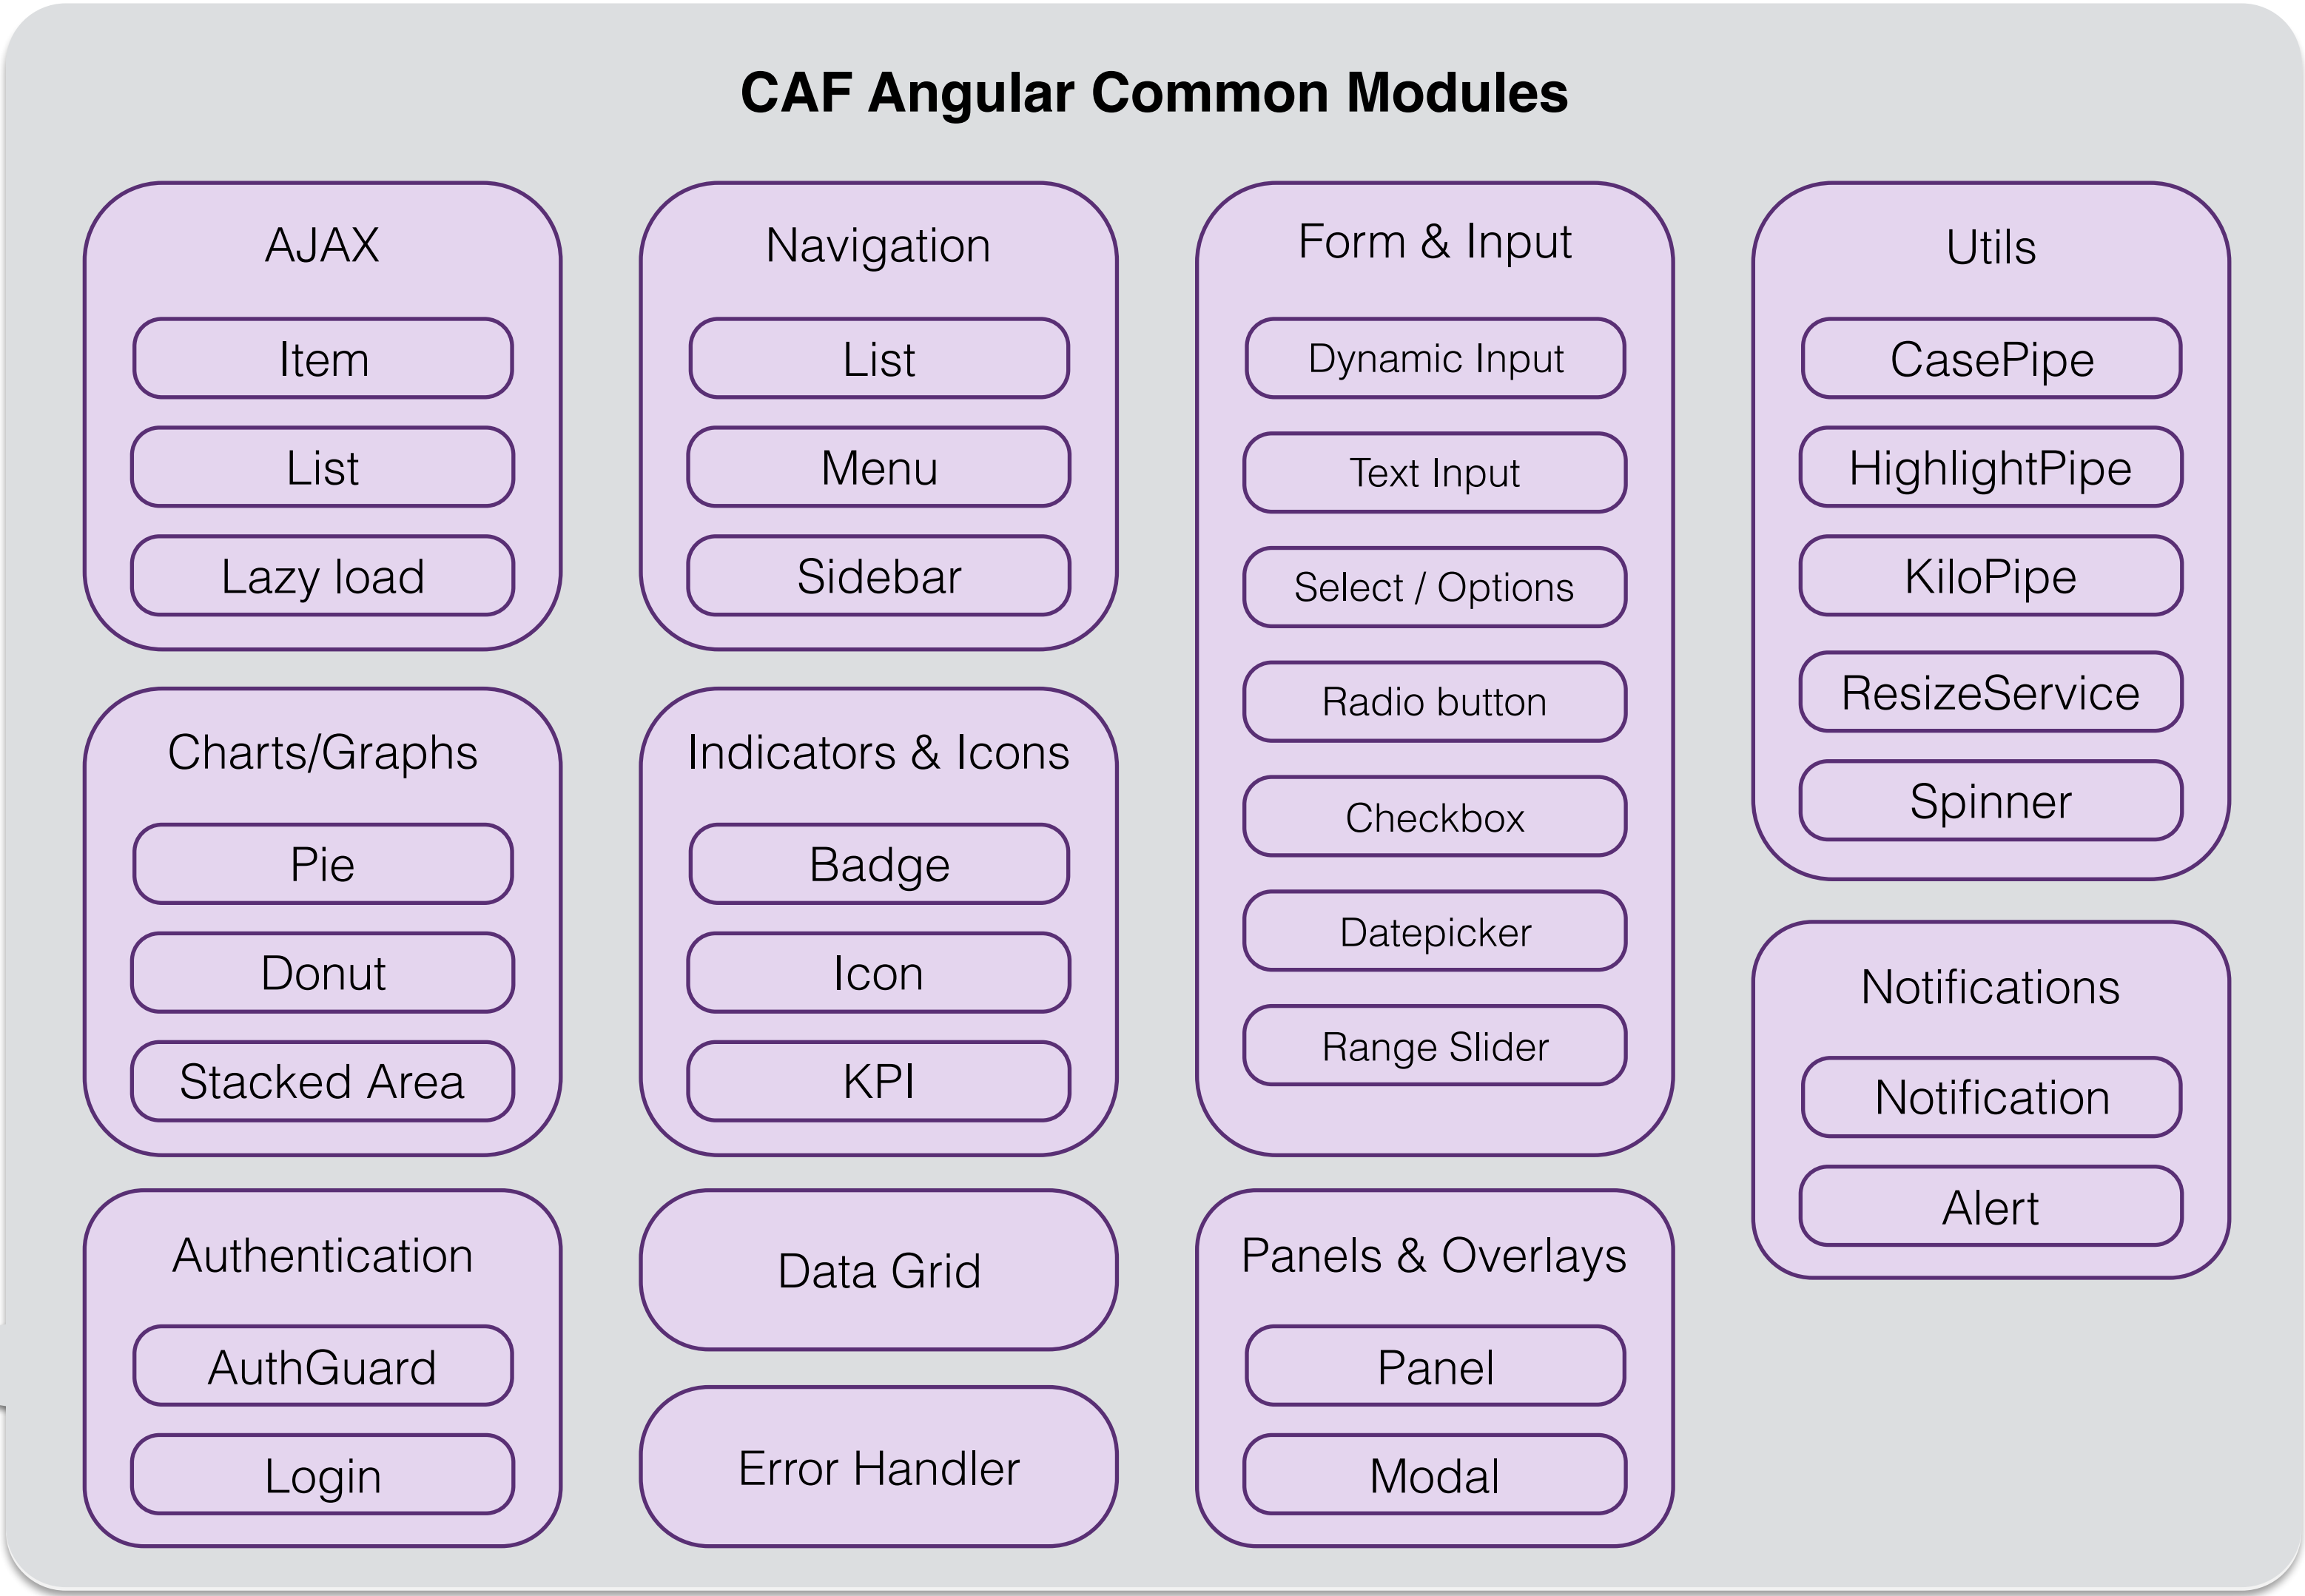 CAF Angular Common Modules
AJAX
Item
List
Lazy load
Navigation
List
Menu
Sidebar
Form & Input
Dynamic Input
Text Input
Select / Options
Radio button
Checkbox
Datepicker
Range Slider
Utils
CasePipe
HighlightPipe
KiloPipe
ResizeService
Spinner
Charts/Graphs
Pie
Donut
Stacked Area
Indicators & Icons
Badge
Icon
KPI
Notifications
Notification
Alert
Authentication
AuthGuard
Login
Data Grid
Error Handler
Panels & Overlays
Panel
Modal